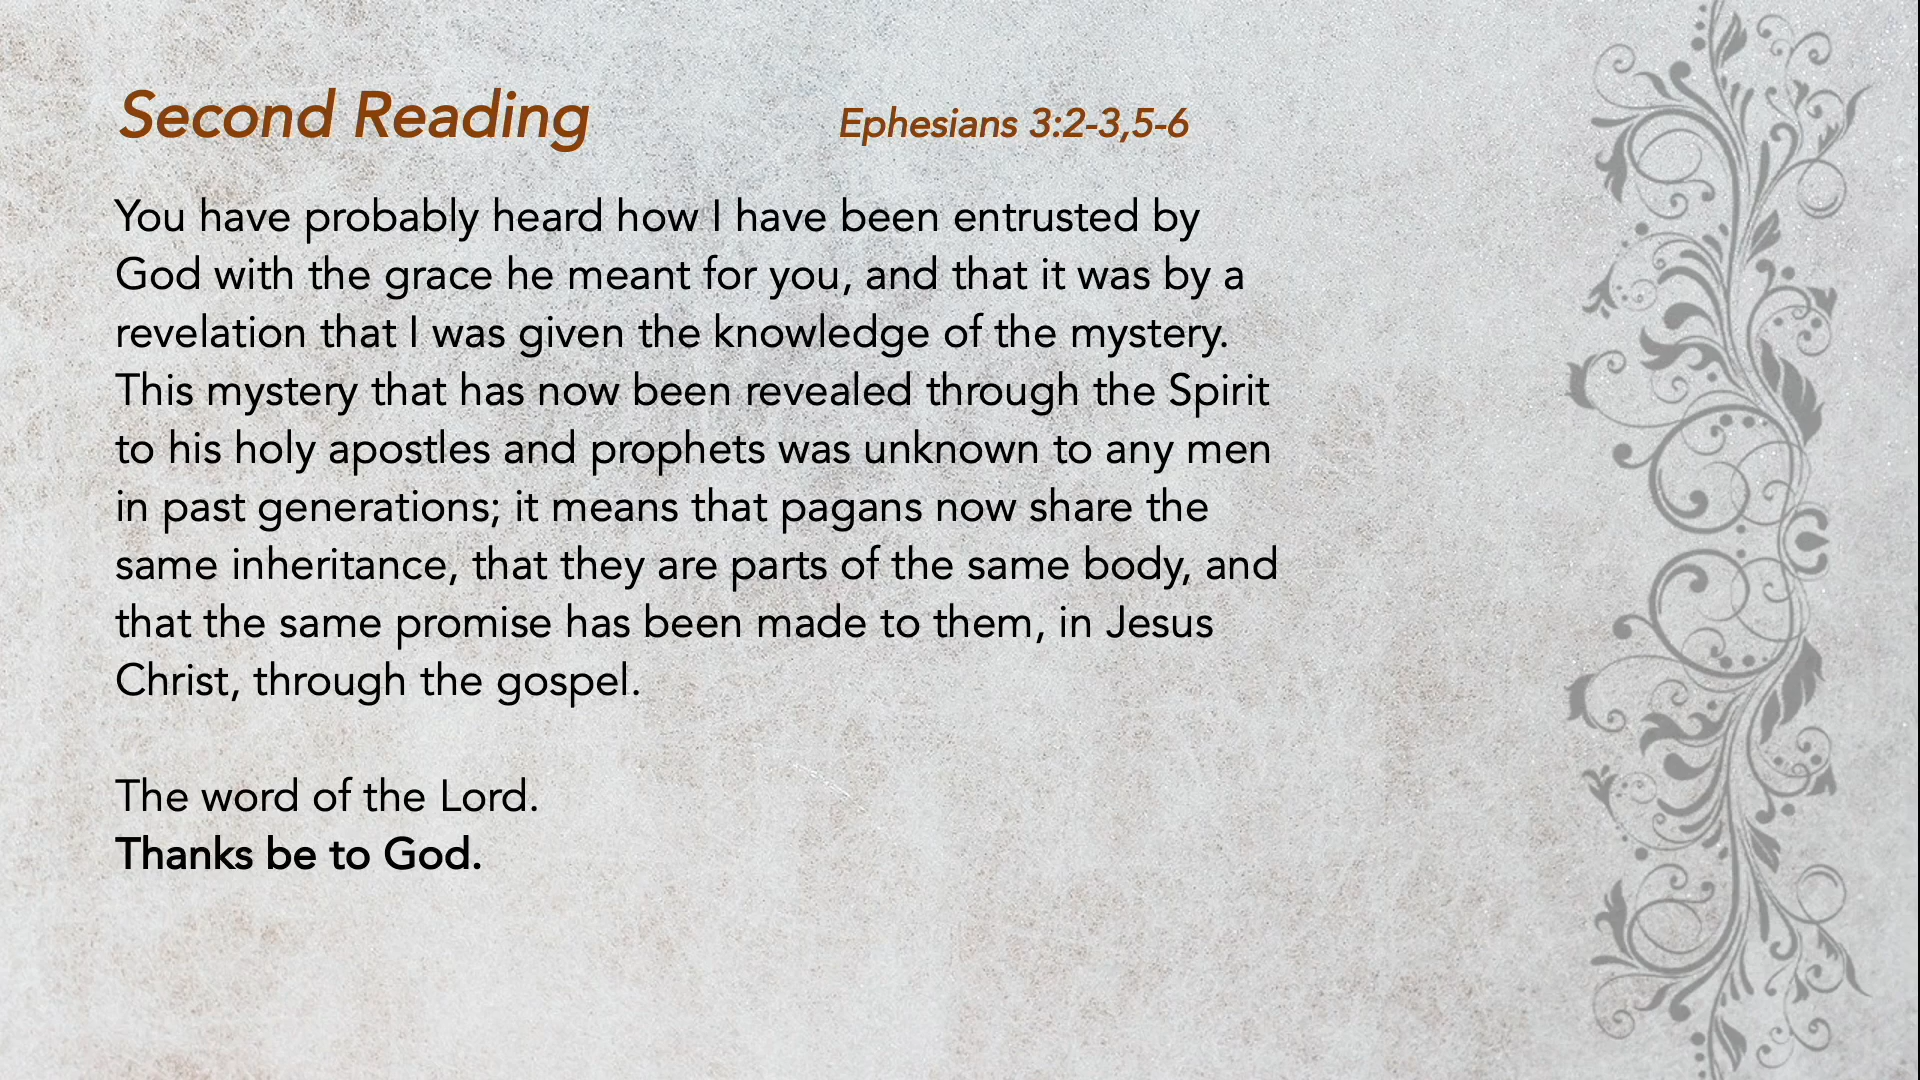 Second Reading
Ephesians 3:2-3,5-6
You have probably heard how I have been entrusted by
God with the grace he meant for you, and that it was by a
revelation that I was given the knowledge of the mystery.
This mystery that has now been revealed through the Spirit
to his holy apostles and prophets was unknown to any men
in past generations; it means that pagans now share the
same inheritance, that they are parts of the same body, and
that the same promise has been made to them, in Jesus
Christ, through the gospel.
The word of the Lord.
Thanks be to God.